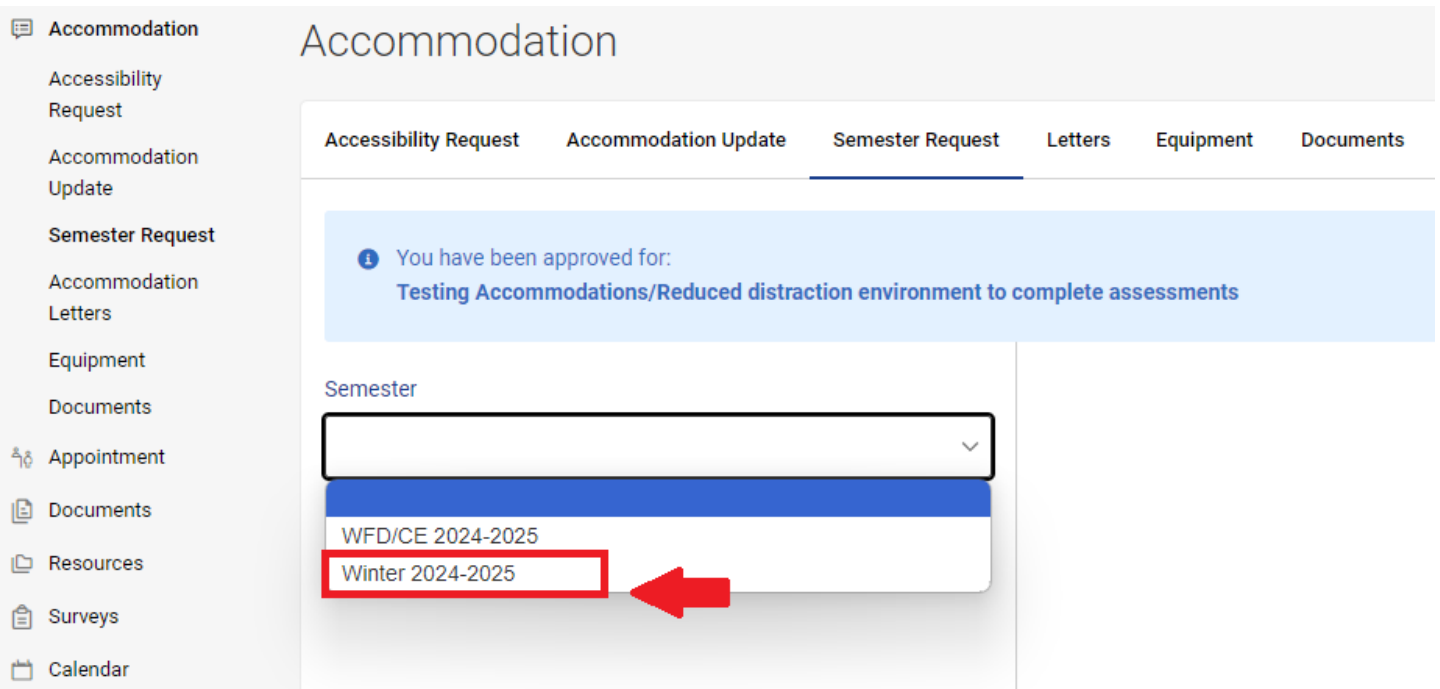 Accommodation
Accessibility
Request
Accommodation
Update
Semester Request
Accommodation
Letters
Equipment
Documents
Appointment
Documents
Resources
Surveys
Calendar
Accommodation
Accessibility Request Accommodation Update Semester Request Letters Equipment Documents
You have been approved for:
Testing Accommodations/Reduced distraction environment to complete assessments
Semester
WFD/CE 2024-2025
Winter 2024-2025